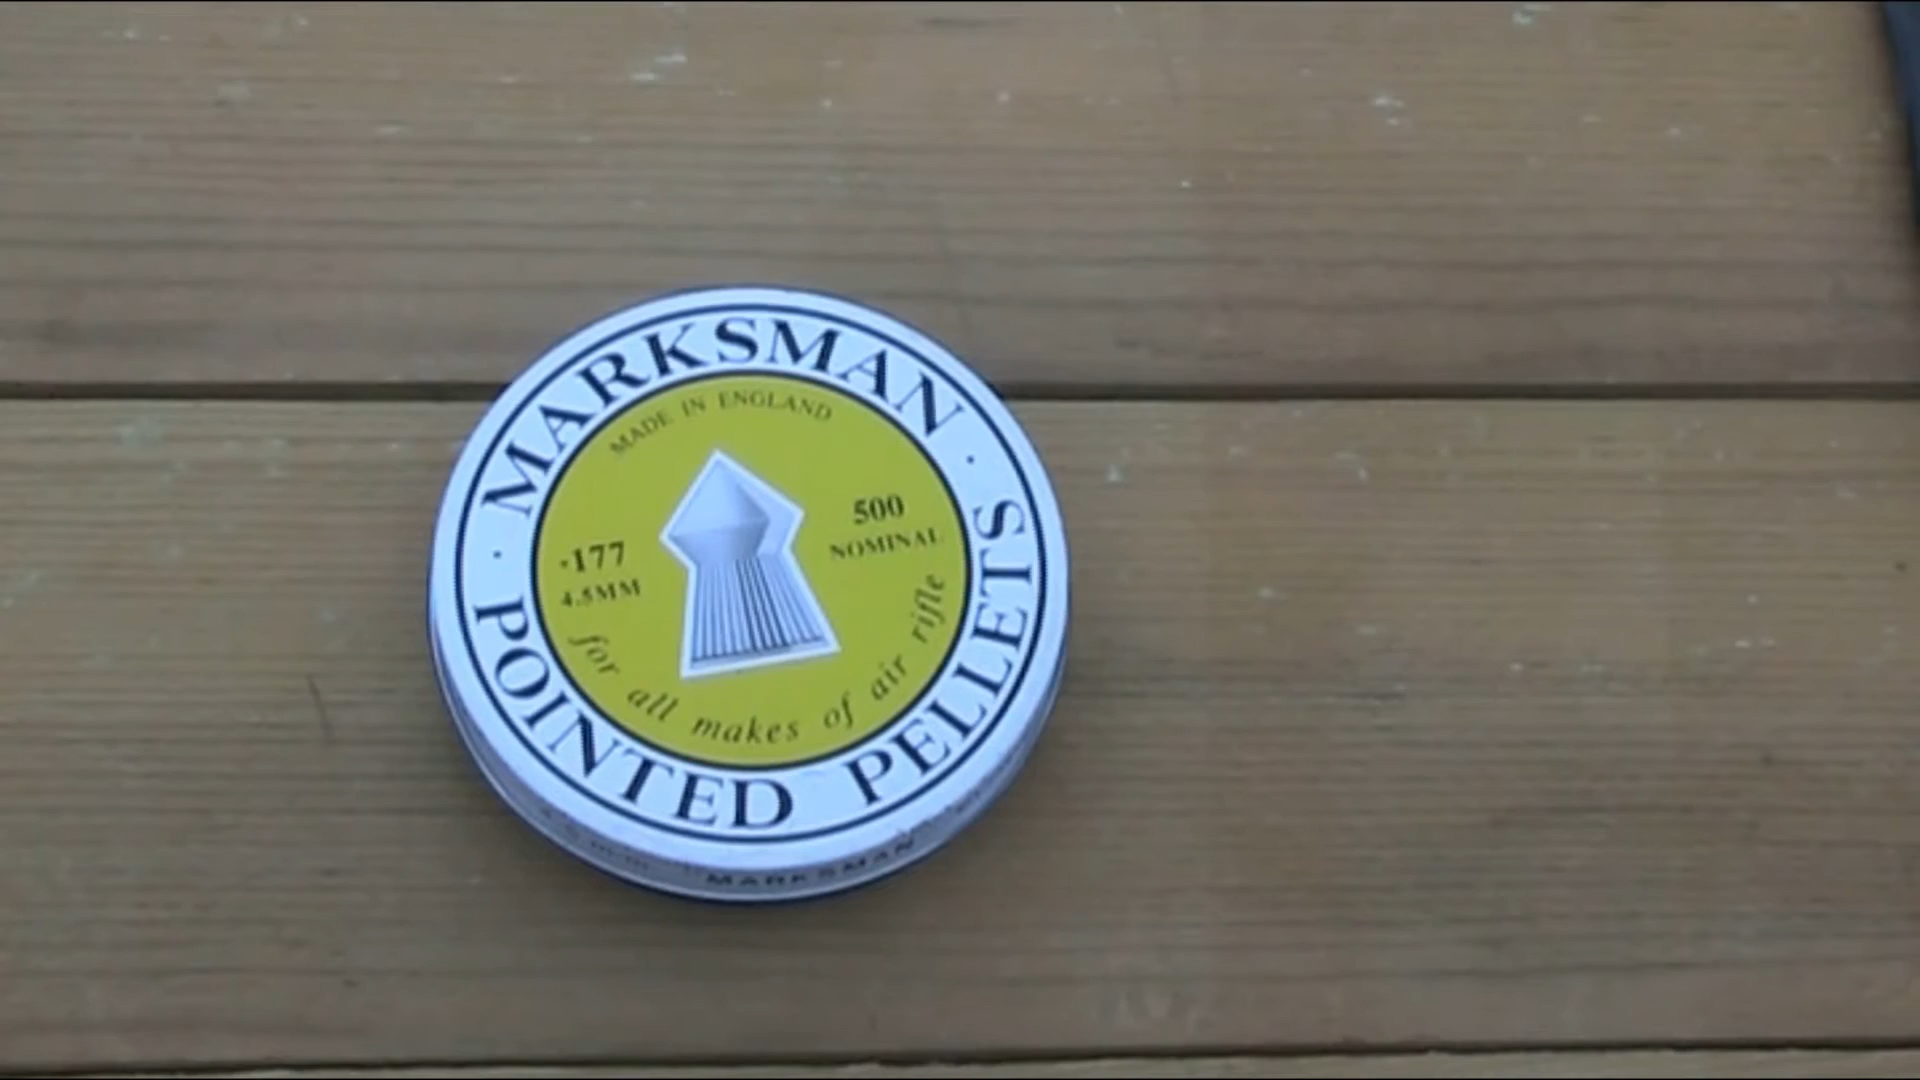 MARKSMAN
MADE IN ENGLAND
500
NOMINAL
·177
4.5MM
for all makes of air rifle
POINTED PELLETS
MARKSMAN